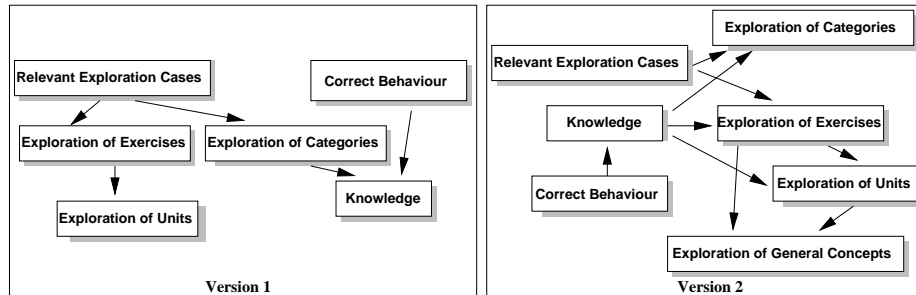 Relevant Exploration Cases
Correct Behaviour
Exploration of Exercises
Exploration of Categories
Knowledge
Exploration of Units
Version 1
Exploration of Categories
Relevant Exploration Cases
Knowledge
Exploration of Exercises
Correct Behaviour
Exploration of Units
Exploration of General Concepts
Version 2